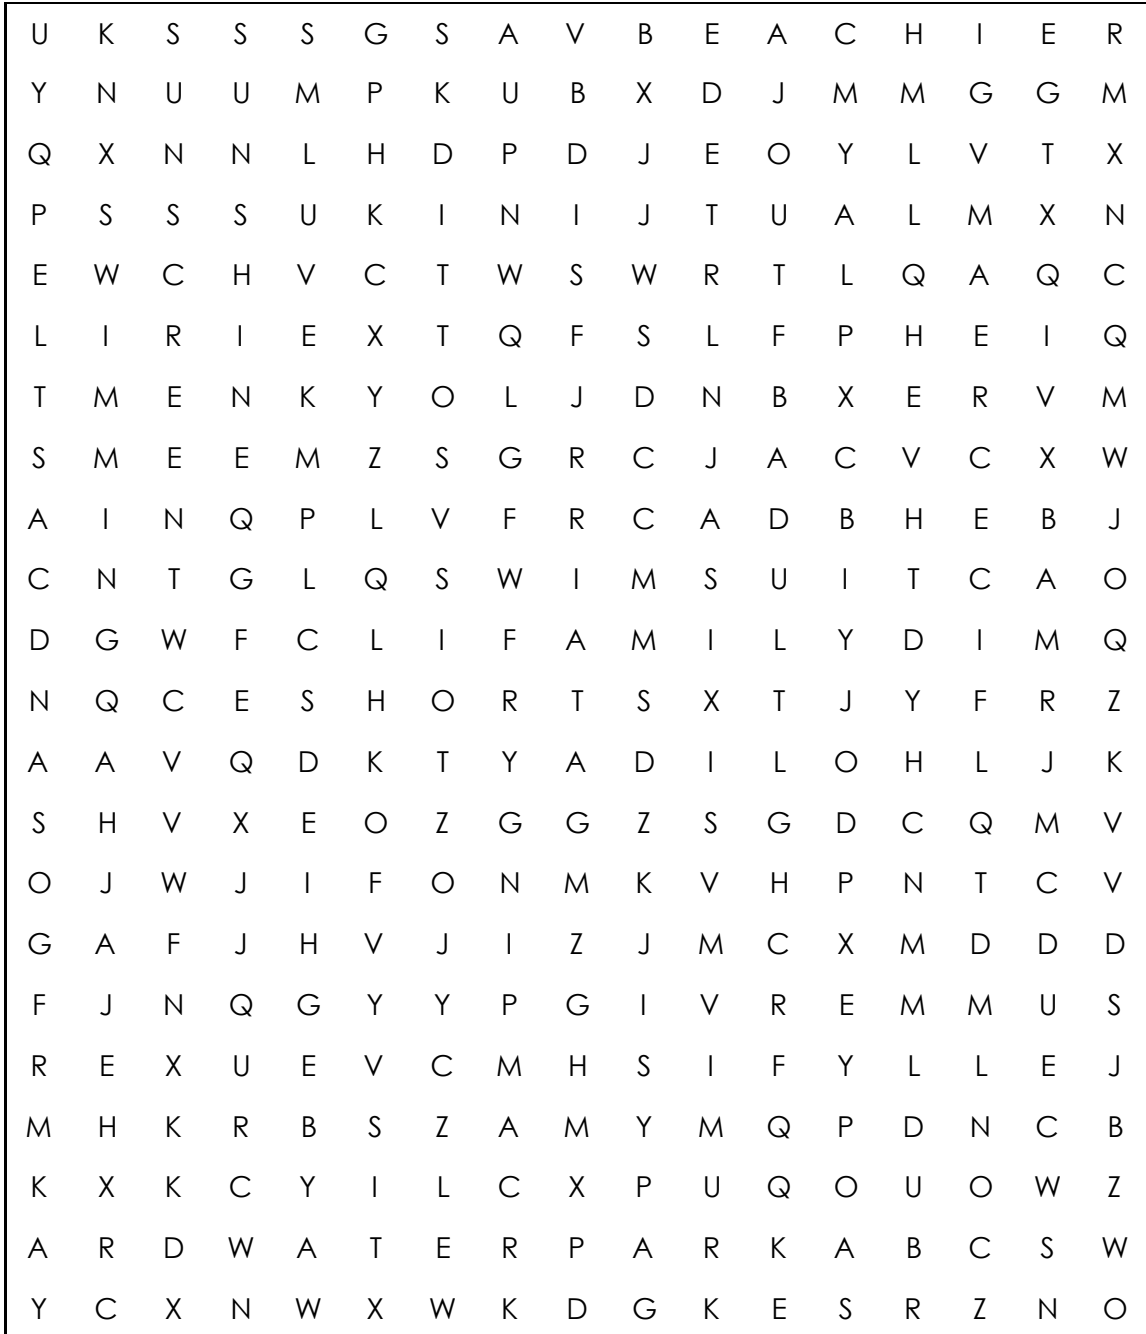 U K S S S G S A V B E A C H I E R
Y N U U M P K U B X D J M M G G M
Q X N N L H D P D J E O Y L V T X
P S S S U K I N I J T U A L M X N
E W C H V C T W S W R T L Q A Q C
L I R I E X T Q F S L F P H E I Q
T M E N K Y O L J D N B X E R V M
S M E E M Z S G R C J A C V C X W
A I N Q P L V F R C A D B H E B J
C N T G L Q S W I M S U I T C A O
D G W F C L I F A M I L Y D I M Q
N Q C E S H O R T S X T J Y F R Z
A A V Q D K T Y A D I L O H L J K
S H V X E O Z G G Z S G D C Q M V
O J W J I F O N M K V H P N T C V
G A F J H V J I Z J M C X M D D D
F J N Q G Y Y P G I V R E M M U S
R E X U E V C M H S I F Y L L E J
M H K R B S Z A M Y M Q P D N C B
K X K C Y I L C X P U Q O U O W Z
A R D W A T E R P A R K A B C S W
Y C X N W X W K D G K E S R Z N O